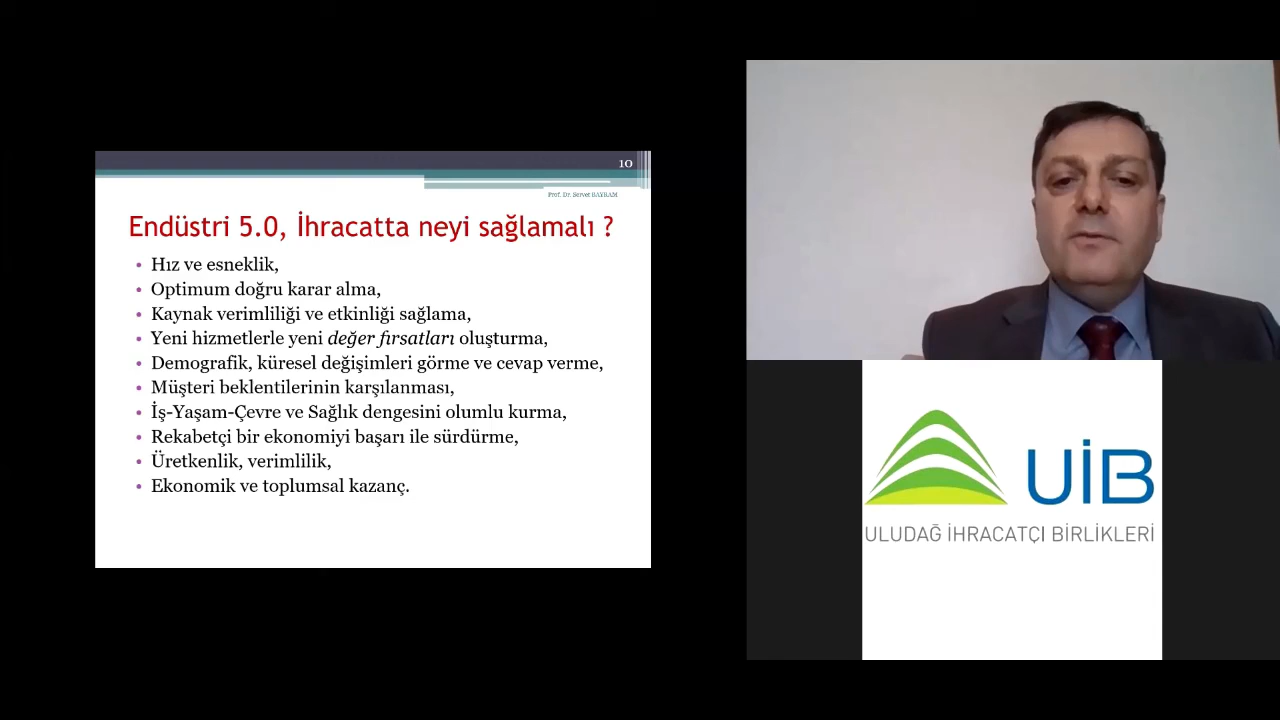 10
Prof. Dr. Servet BAYRAM
Endüstri 5.0, İhracatta neyi sağlamalı ?
• Hız ve esneklik,
• Optimum doğru karar alma,
• Kaynak verimliliği ve etkinliği sağlama,
• Yeni hizmetlerle yeni değer fırsatları oluşturma,
• Demografik, küresel değişimleri görme ve cevap verme,
• Müşteri beklentilerinin karşılanması,
• İş-Yaşam-Çevre ve Sağlık dengesini olumlu kurma,
• Rekabetçi bir ekonomiyi başarı ile sürdürme,
• Üretkenlik, verimlilik,
• Ekonomik ve toplumsal kazanç.
UİB
ULUDAĞ İHRACATÇI BİRLİKLERİ